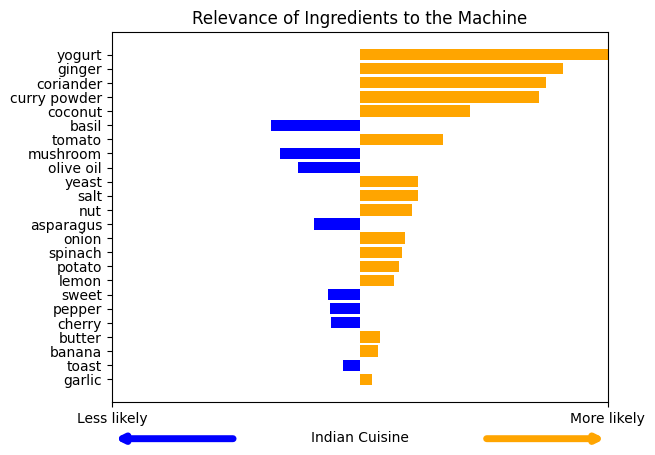 Relevance of Ingredients to the Machine
yogurt
ginger
coriander
curry powder
coconut
basil
tomato
mushroom
olive oil
yeast
salt
nut
asparagus
onion
spinach
potato
lemon
sweet
pepper
cherry
butter
banana
toast
garlic
Less likely
More likely
Indian Cuisine